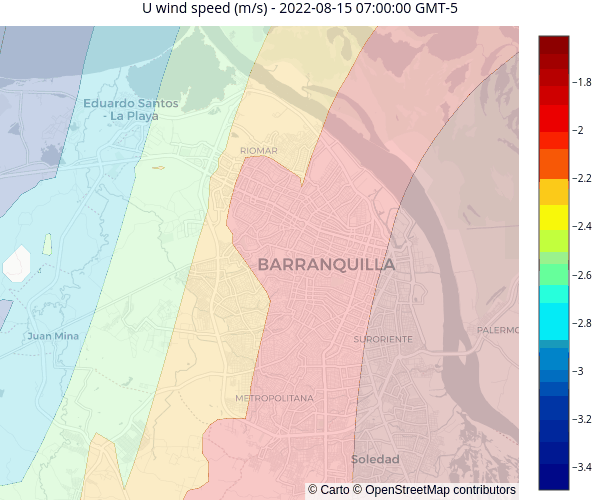 U wind speed (m/s) - 2022-08-15 07:00:00 GMT-5
Eduardo Santos
- La Playa
RIOMAR
BARRANQUILLA
Juan Mina
SURORIENTE
PALERMO
METROPOLITANA
Soledad
−1.8
−2
−2.2
−2.4
−2.6
−2.8
−3
−3.2
−3.4
© Carto © OpenStreetMap contributors